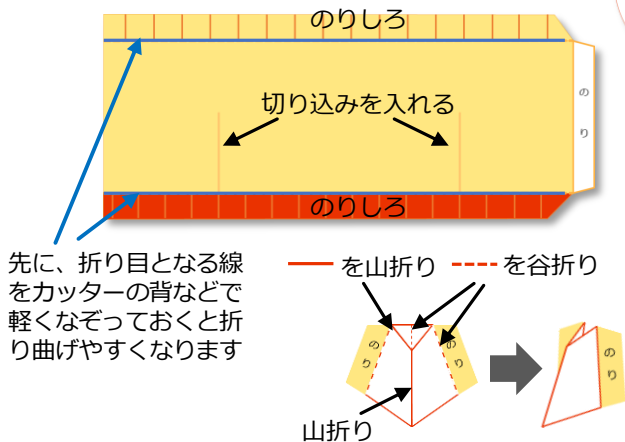 のりしろ
切り込みを入れる
のり
のりしろ
先に、折り目となる線
をカッターの背などで
軽くなぞっておくと折
り曲げやすくなります
を山折り
を谷折り
のり
のり
のり
山折り